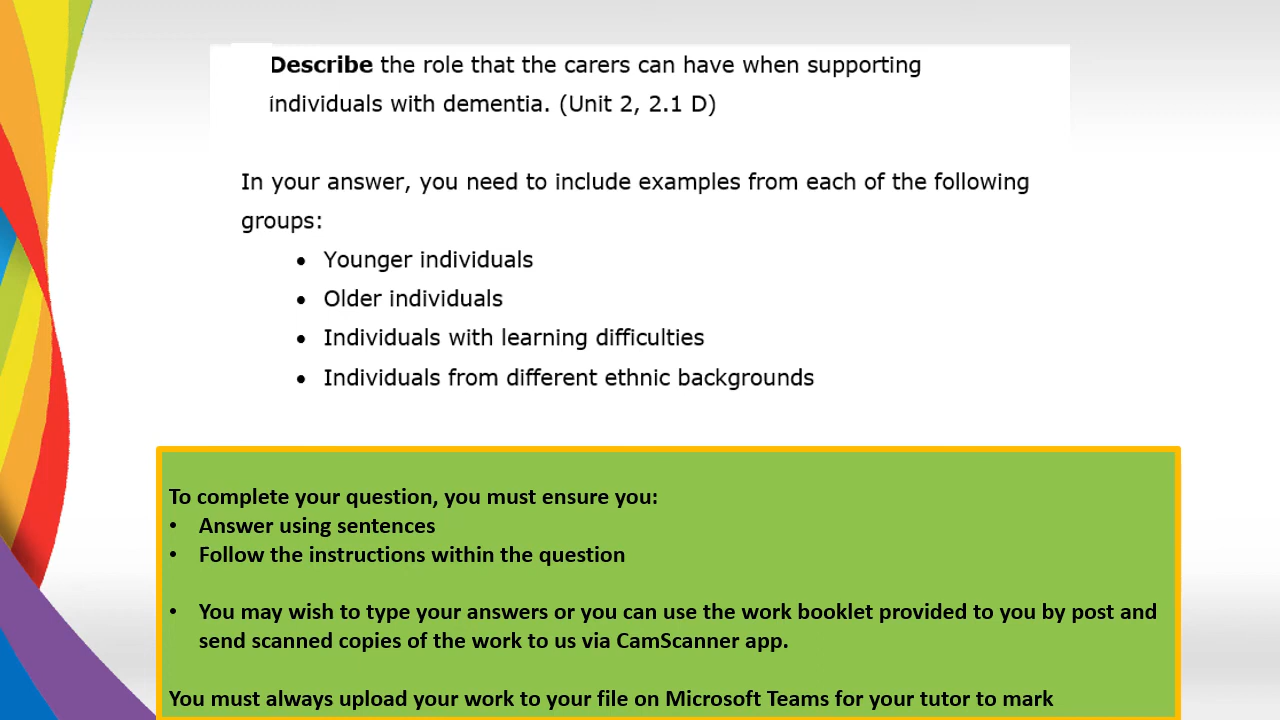 Describe the role that the carers can have when supporting
individuals with dementia. (Unit 2, 2.1 D)
In your answer, you need to include examples from each of the following
groups:
• Younger individuals
• Older individuals
• Individuals with learning difficulties
• Individuals from different ethnic backgrounds
To complete your question, you must ensure you:
• Answer using sentences
• Follow the instructions within the question
• You may wish to type your answers or you can use the work booklet provided to you by post and
send scanned copies of the work to us via CamScanner app.
You must always upload your work to your file on Microsoft Teams for your tutor to mark